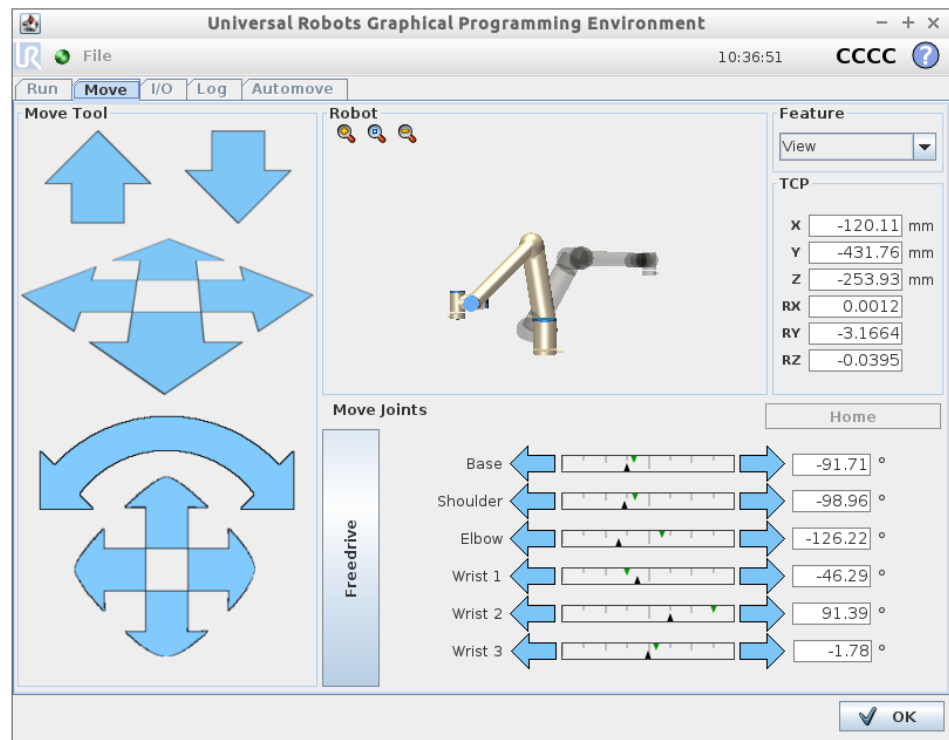 Universal Robots Graphical Programming Environment
UR File 10:36:51 CCCC ?
Run Move I/O Log Automove
Move Tool
Robot
Feature
View
TCP
X -120.11 mm
Y -431.76 mm
Z -253.93 mm
RX 0.0012
RY -3.1664
RZ -0.0395
Move Joints
Home
Freedrive
Base -91.71 °
Shoulder -98.96 °
Elbow -126.22 °
Wrist 1 -46.29 °
Wrist 2 91.39 °
Wrist 3 -1.78 °
OK